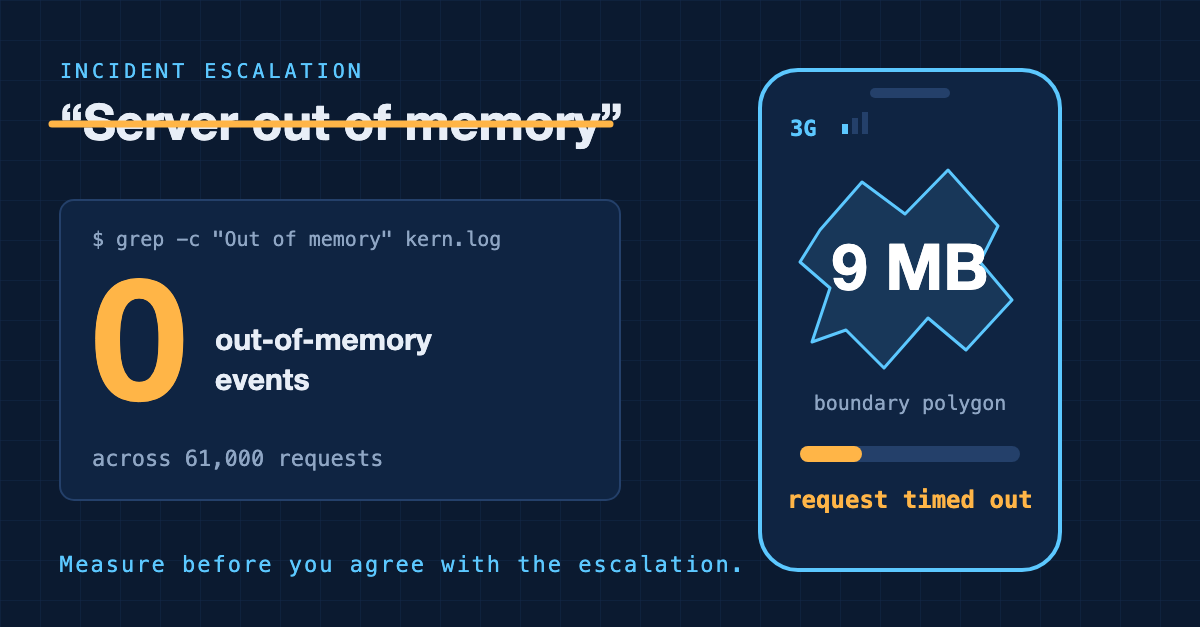 INCIDENT ESCALATION
“Server out of memory”
$ grep -c "Out of memory" kern.log
0
out-of-memory
events
across 61,000 requests
Measure before you agree with the escalation.
3G
9 MB
boundary polygon
request timed out